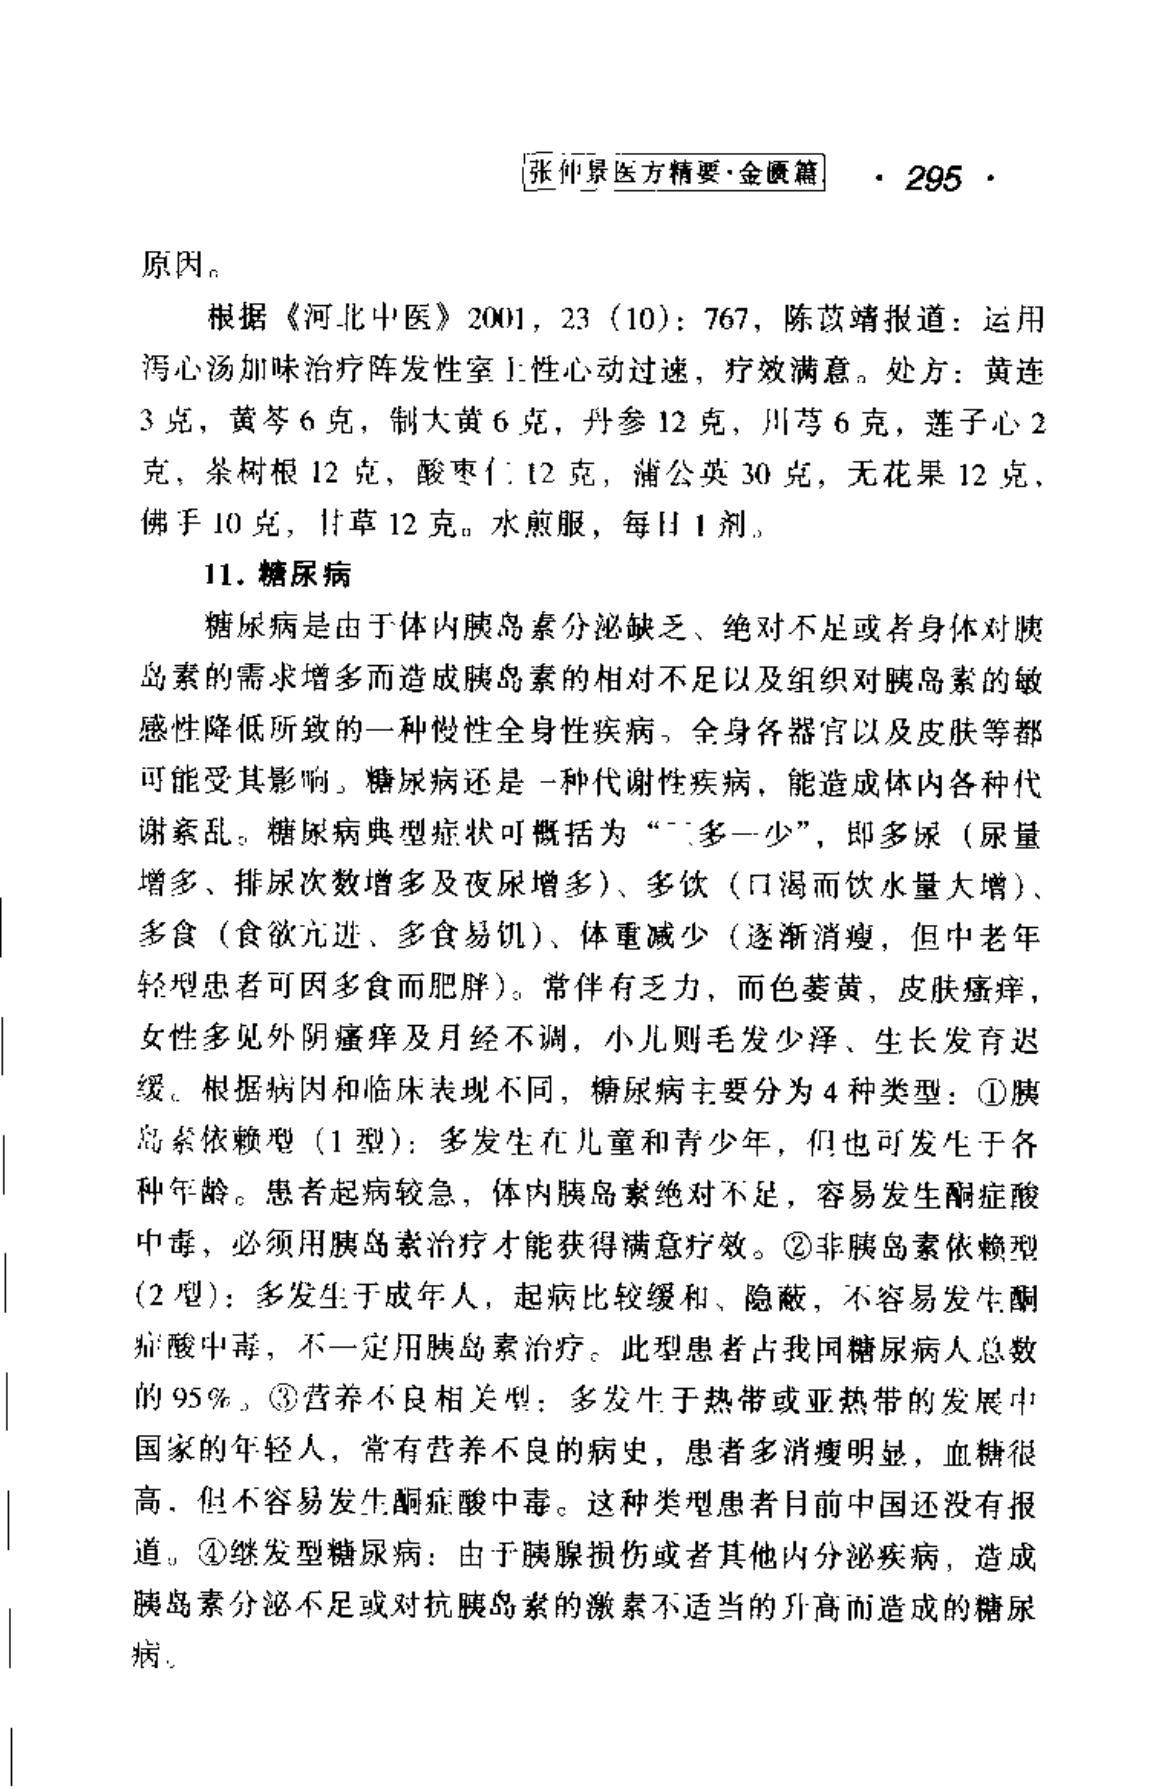 张仲景医方精要·金匮篇 · 295 ·
原因。
根据《河北中医》2001，23（10）：767，陈苡靖报道：运用
泻心汤加味治疗阵发性室上性心动过速，疗效满意。处方：黄连
3 克，黄芩 6 克，制大黄 6 克，丹参 12 克，川芎 6 克，莲子心 2
克，茶树根 12 克，酸枣仁 12 克，蒲公英 30 克，无花果 12 克，
佛手 10 克，甘草 12 克。水煎服，每日 1 剂。
11. 糖尿病
糖尿病是由于体内胰岛素分泌缺乏、绝对不足或者身体对胰
岛素的需求增多而造成胰岛素的相对不足以及组织对胰岛素的敏
感性降低所致的一种慢性全身性疾病。全身各器官以及皮肤等都
可能受其影响。糖尿病还是一种代谢性疾病，能造成体内各种代
谢紊乱。糖尿病典型症状可概括为“三多一少”，即多尿（尿量
增多、排尿次数增多及夜尿增多）、多饮（口渴而饮水量大增）、
多食（食欲亢进、多食易饥）、体重减少（逐渐消瘦，但中老年
轻型患者可因多食而肥胖）。常伴有乏力，面色萎黄，皮肤瘙痒，
女性多见外阴瘙痒及月经不调，小儿则毛发少泽、生长发育迟
缓。根据病因和临床表现不同，糖尿病主要分为 4 种类型：①胰
岛素依赖型（1 型）：多发生在儿童和青少年，但也可发生于各
种年龄。患者起病较急，体内胰岛素绝对不足，容易发生酮症酸
中毒，必须用胰岛素治疗才能获得满意疗效。②非胰岛素依赖型
（2 型）：多发生于成年人，起病比较缓和、隐蔽，不容易发生酮
症酸中毒，不一定用胰岛素治疗。此型患者占我国糖尿病人总数
的 95%。③营养不良相关型：多发生于热带或亚热带的发展中
国家的年轻人，常有营养不良的病史，患者多消瘦明显，血糖很
高，但不容易发生酮症酸中毒。这种类型患者目前中国还没有报
道。④继发型糖尿病：由于胰腺损伤或者其他内分泌疾病，造成
胰岛素分泌不足或对抗胰岛素的激素不适当的升高而造成的糖尿
病。